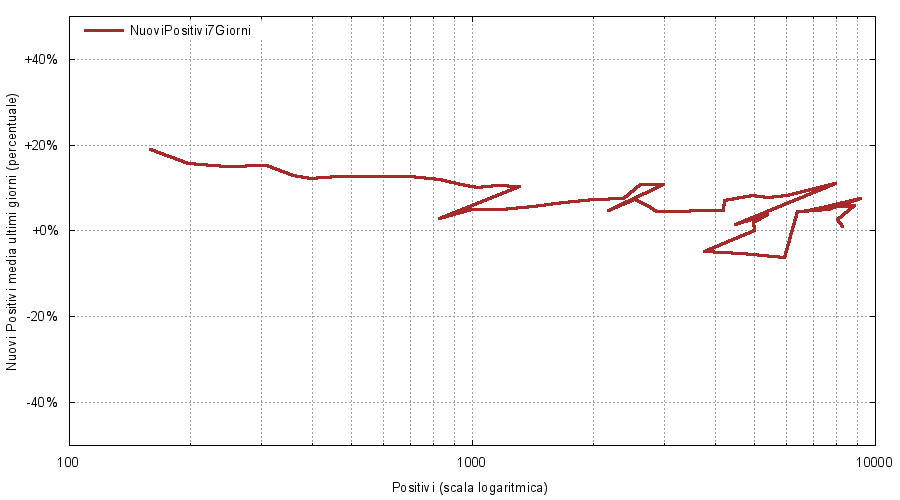 NuoviPositivi7Giorni
Nuovi Positivi media ultimi giorni (percentuale)
+40%
+20%
+0%
-20%
-40%
100
1000
10000
Positivi (scala logaritmica)